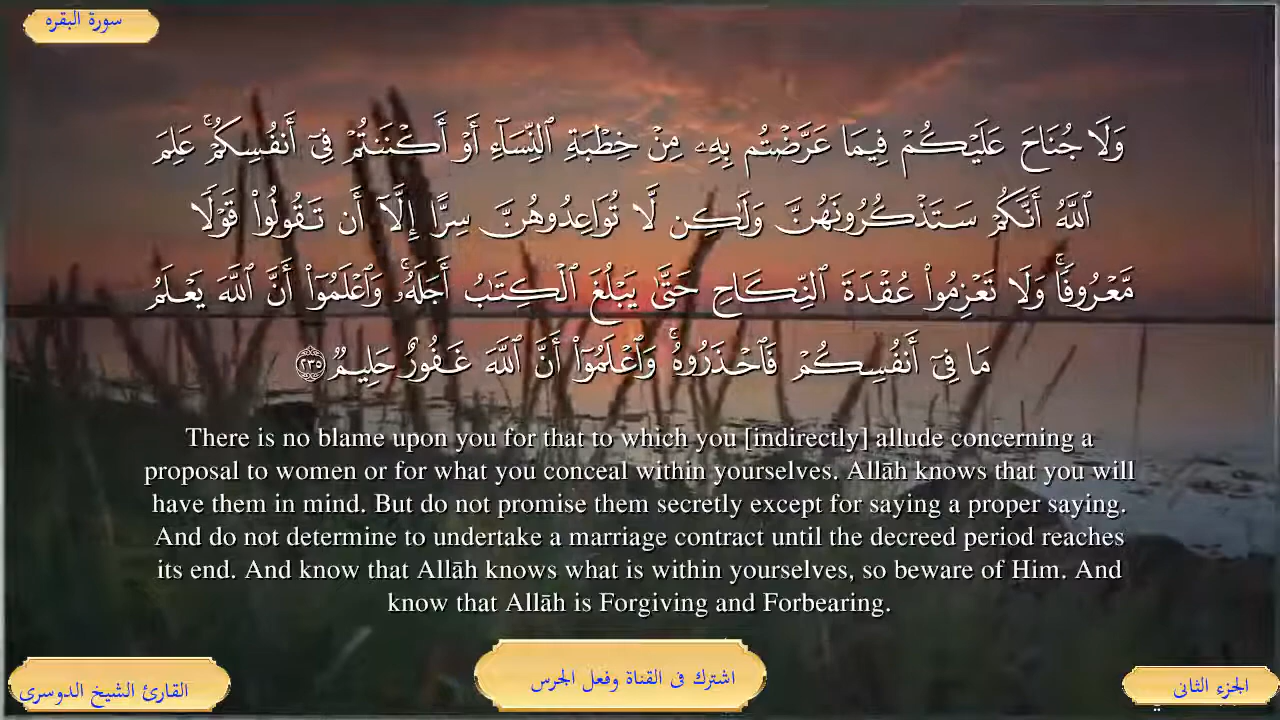 سورة البقره
وَلَا جُنَاحَ عَلَيْكُمْ فِيمَا عَرَّضْتُم بِهِۦ مِنْ خِطْبَةِ ٱلنِّسَآءِ أَوْ أَكْنَنتُمْ فِىٓ أَنفُسِكُمْ ۚ عَلِمَ
ٱللَّهُ أَنَّكُمْ سَتَذْكُرُونَهُنَّ وَلَٰكِن لَّا تُوَاعِدُوهُنَّ سِرًّا إِلَّآ أَن تَقُولُوا۟ قَوْلًا
مَّعْرُوفًا ۚ وَلَا تَعْزِمُوا۟ عُقْدَةَ ٱلنِّكَاحِ حَتَّىٰ يَبْلُغَ ٱلْكِتَٰبُ أَجَلَهُۥ ۚ وَٱعْلَمُوٓا۟ أَنَّ ٱللَّهَ يَعْلَمُ
مَا فِىٓ أَنفُسِكُمْ فَٱحْذَرُوهُ ۚ وَٱعْلَمُوٓا۟ أَنَّ ٱللَّهَ غَفُورٌ حَلِيمٌ ٢٣٥
There is no blame upon you for that to which you [indirectly] allude concerning a
proposal to women or for what you conceal within yourselves. Allāh knows that you will
have them in mind. But do not promise them secretly except for saying a proper saying.
And do not determine to undertake a marriage contract until the decreed period reaches
its end. And know that Allāh knows what is within yourselves, so beware of Him. And
know that Allāh is Forgiving and Forbearing.
اشترك فى القناة وفعل الجرس
الجزء الثانى
القارئ الشيخ الدوسرى